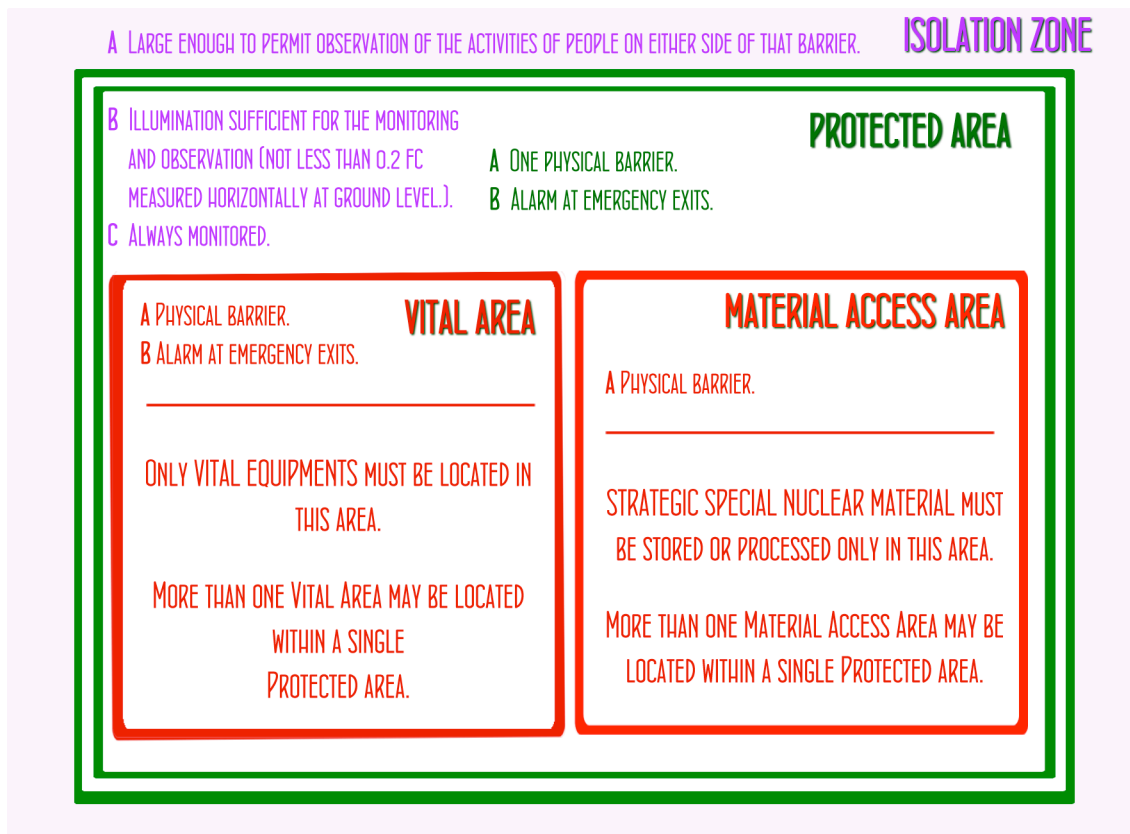 A Large enough to permit observation of the activities of people on either side of that barrier.
ISOLATION ZONE
B Illumination sufficient for the monitoring
and observation (not less than 0.2 fc
measured horizontally at ground level.).
C Always monitored.
PROTECTED AREA
A One physical barrier.
B Alarm at emergency exits.
VITAL AREA
A Physical barrier.
B Alarm at emergency exits.
Only VITAL EQUIPMENTS must be located in
this area.
More than one Vital Area may be located
within a single
Protected area.
MATERIAL ACCESS AREA
A Physical barrier.
STRATEGIC SPECIAL NUCLEAR MATERIAL must
be stored or processed only in this area.
More than one Material Access Area may be
located within a single Protected area.